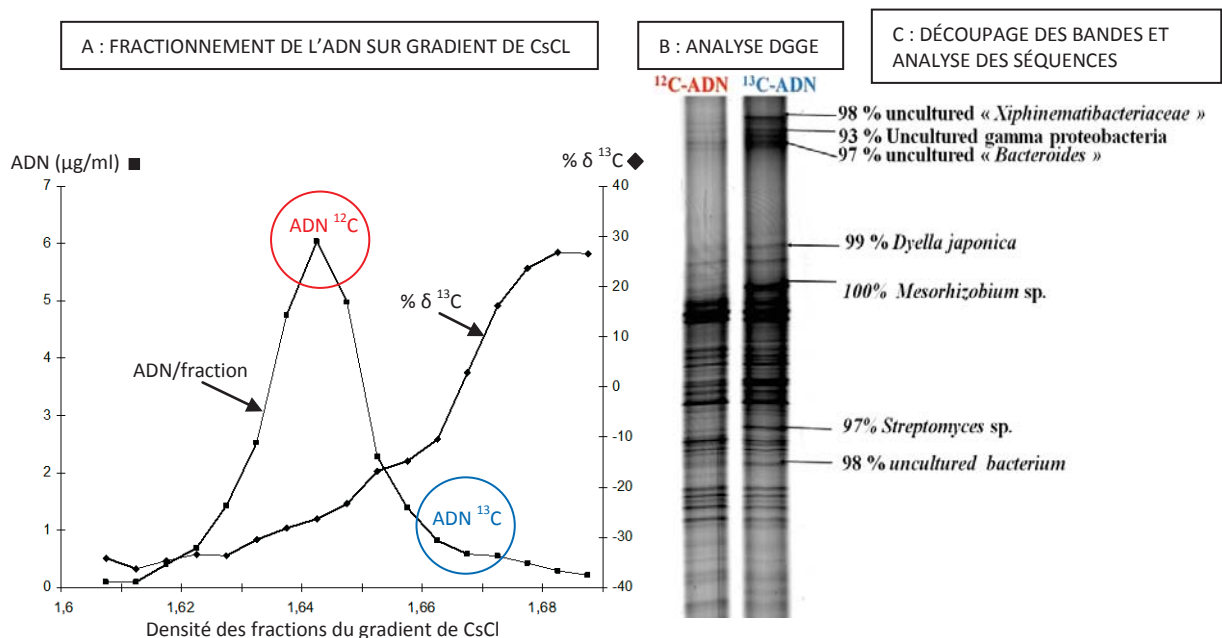 A : FRACTIONNEMENT DE L’ADN SUR GRADIENT DE CsCL
ADN (µg/ml) ■
% δ ¹³C ◆
7
6
5
4
3
2
1
0
40
30
20
10
0
-10
-20
-30
-40
ADN ¹²C
% δ ¹³C
ADN/fraction
ADN ¹³C
1,6
1,62
1,64
1,66
1,68
Densité des fractions du gradient de CsCl
B : ANALYSE DGGE
¹²C-ADN
¹³C-ADN
C : DÉCOUPAGE DES BANDES ET
ANALYSE DES SÉQUENCES
98 % uncultured « Xiphinematibacteriaceae »
93 % Uncultured gamma proteobacteria
97 % uncultured « Bacteroides »
99 % Dyella japonica
100% Mesorhizobium sp.
97% Streptomyces sp.
98 % uncultured bacterium